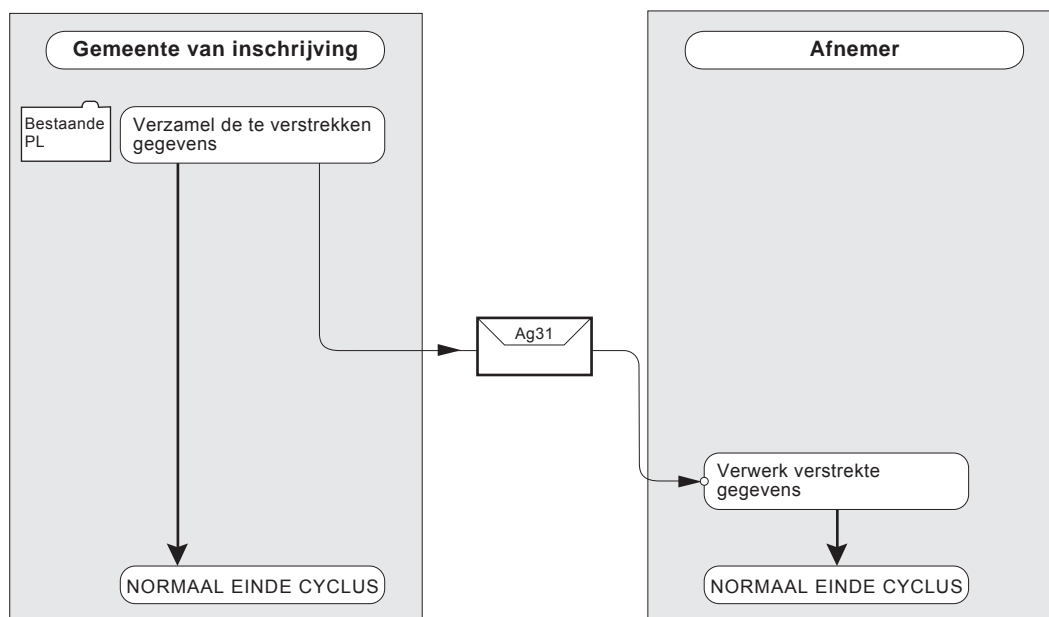 Gemeente van inschrijving
Afnemer
Bestaande
PL
Verzamel de te verstrekken
gegevens
Ag31
Verwerk verstrekte
gegevens
NORMAAL EINDE CYCLUS
NORMAAL EINDE CYCLUS